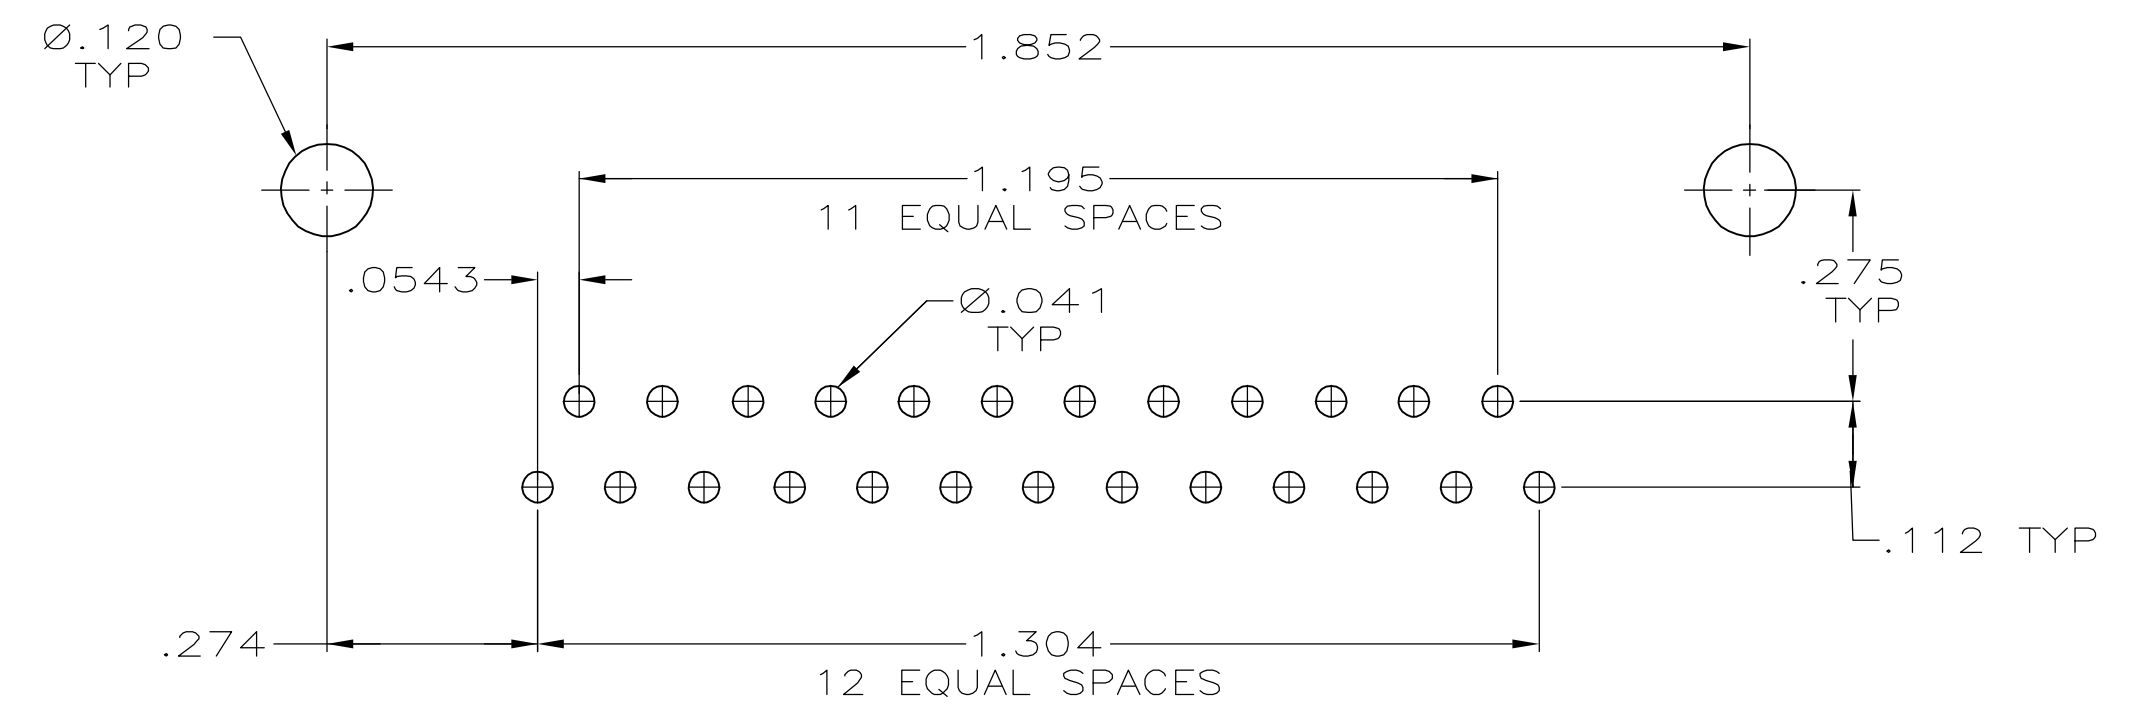 Ø.120
TYP
1.852
1.195
11 EQUAL SPACES
.0543
Ø.041
TYP
.275
TYP
.112 TYP
.274
1.304
12 EQUAL SPACES